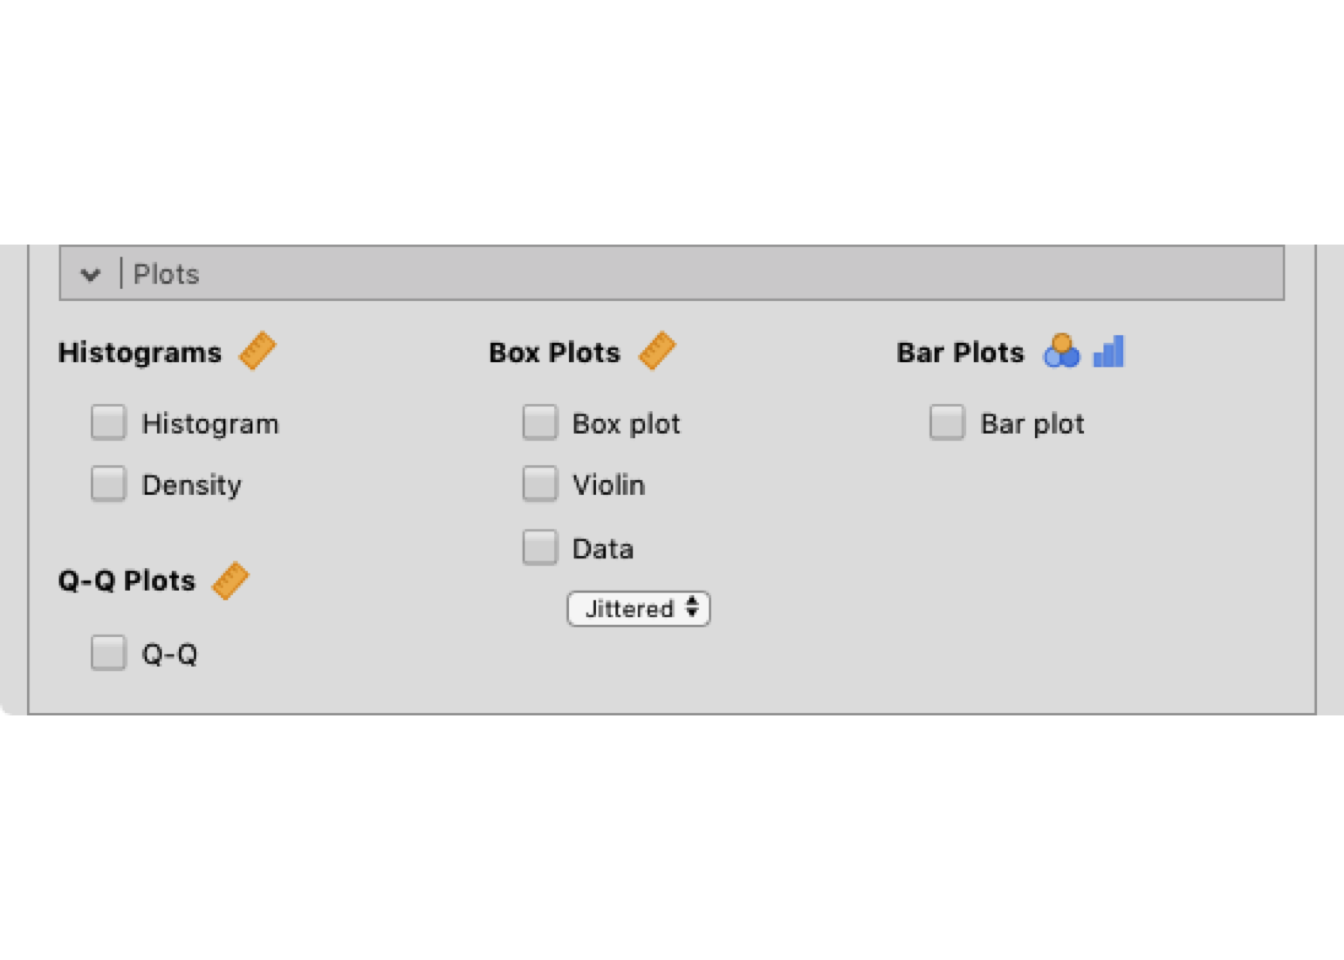 Plots
Histograms
Histogram
Density
Q-Q Plots
Q-Q
Box Plots
Box plot
Violin
Data
Jittered
Bar Plots
Bar plot